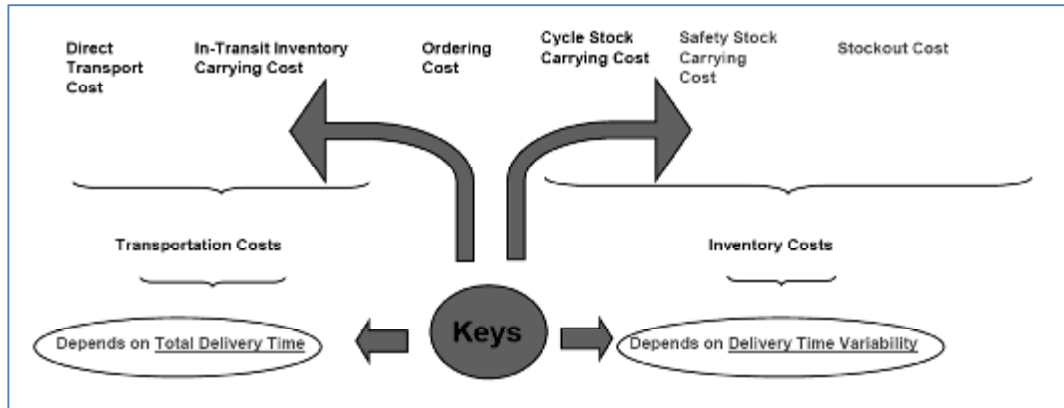 Direct
Transport
Cost
In-Transit Inventory
Carrying Cost
Ordering
Cost
Cycle Stock
Carrying Cost
Safety Stock
Carrying
Cost
Stockout Cost
Transportation Costs
Inventory Costs
Keys
Depends on Total Delivery Time
Depends on Delivery Time Variability